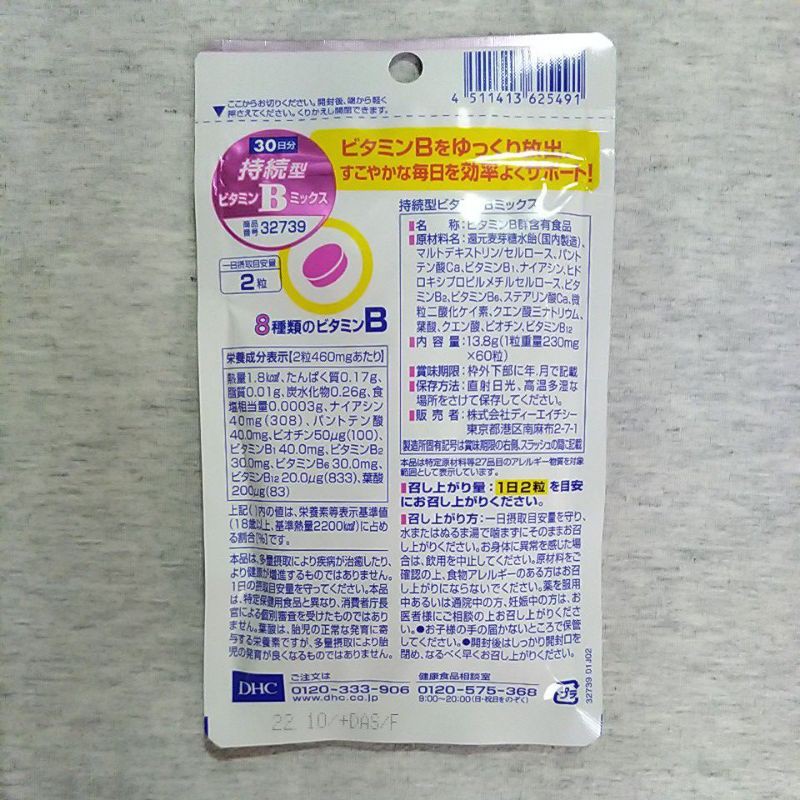 ここからお切りください。開封後、端から軽く
押さえてください。くりかえし開閉できます。
4 511413 625491
30日分
持続型
ビタミンBミックス
商品番号 32739
ビタミンBをゆっくり放出
すこやかな毎日を効率よくサポート!
一日摂取目安量
2粒
8種類のビタミンB
栄養成分表示[2粒460mgあたり]
熱量1.8kcal、たんぱく質0.17g、
脂質0.01g、炭水化物0.26g、食
塩相当量0.0003g、ナイアシン
40mg(308)、パントテン酸
40.0mg、ビオチン50μg(100)、
ビタミンB1 40.0mg、ビタミンB2
30.0mg、ビタミンB6 30.0mg、
ビタミンB12 20.0μg(833)、葉酸
200μg(83)
上記( )内の値は、栄養素等表示基準値
(18歳以上、基準熱量2200kcal)に占め
る割合[%]です。
本品は、多量摂取により疾病が治癒したり、
より健康が増進するものではありません。
1日の摂取目安量を守ってください。本品
は、特定保健用食品と異なり、消費者庁長
官による個別審査を受けたものではあり
ません。葉酸は、胎児の正常な発育に寄
与する栄養素ですが、多量摂取により胎
児の発育が良くなるものではありません。
持続型ビタミンBミックス
名 称:ビタミンB群含有食品
原材料名:還元麦芽糖水飴(国内製造)、
マルトデキストリン/セルロース、パント
テン酸Ca、ビタミンB1、ナイアシン、ヒド
ロキシプロピルメチルセルロース、ビタ
ミンB2、ビタミンB6、ステアリン酸Ca、微
粒二酸化ケイ素、クエン酸三ナトリウム、
葉酸、クエン酸、ビオチン、ビタミンB12
内 容 量:13.8g(1粒重量230mg
×60粒)
賞味期限:枠外下部に年.月で記載
保存方法:直射日光、高温多湿な
場所をさけて保存してください。
販 売 者:株式会社ディーエイチシー
東京都港区南麻布2-7-1
製造所固有記号は賞味期限の右側、スラッシュの間に記載
本品は特定原材料等27品目のアレルギー物質を対象
範囲として表示しています。
召し上がり量:1日2粒を目安
にお召し上がりください。
召し上がり方:一日摂取目安量を守り、
水またはぬるま湯で噛まずにそのままお召
し上がりください。お身体に異常を感じた場
合は、飲用を中止してください。原材料をご
確認の上、食物アレルギーのある方はお召
し上がりにならないでください。薬を服用
中あるいは通院中の方、妊娠中の方は、お
医者様にご相談の上お召し上がりくださ
い。●お子様の手の届かないところで保管
してください。●開封後はしっかり開封口を
閉め、なるべく早くお召し上がりください。
DHC
ご注文は
0120-333-906
www.dhc.co.jp
健康食品相談室
0120-575-368
9:00~20:00(日・祝日をのぞく)
プラ
32739 01J02
22.10/+DAS/F